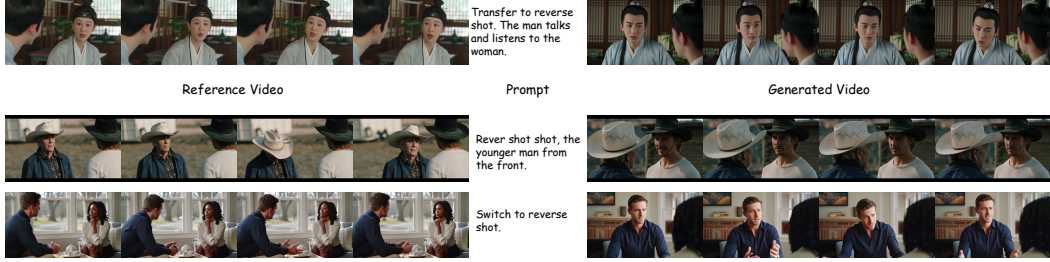 Transfer to reverse
shot. The man talks
and listens to the
woman.
Reference Video
Prompt
Generated Video
Rever shot shot, the
younger man from
the front.
Switch to reverse
shot.